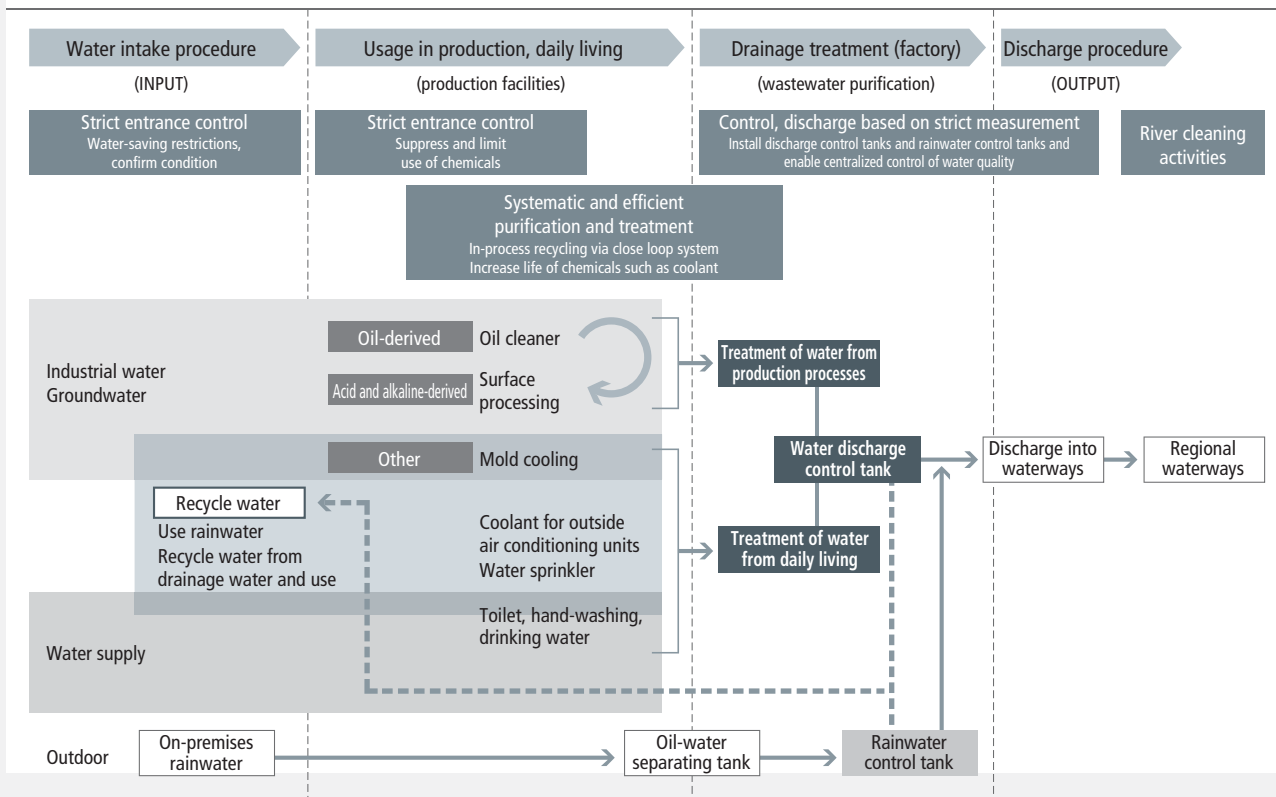 Water intake procedure
(INPUT)
Usage in production, daily living
(production facilities)
Drainage treatment (factory)
(wastewater purification)
Discharge procedure
(OUTPUT)
Strict entrance control
Water-saving restrictions,
confirm condition
Strict entrance control
Suppress and limit
use of chemicals
Control, discharge based on strict measurement
Install discharge control tanks and rainwater control tanks and
enable centralized control of water quality
River cleaning
activities
Systematic and efficient
purification and treatment
In-process recycling via close loop system
Increase life of chemicals such as coolant
Industrial water
Groundwater
Oil-derived
Oil cleaner
Acid and alkaline-derived
Surface
processing
Other
Mold cooling
Treatment of water from
production processes
Water discharge
control tank
Discharge into
waterways
Regional
waterways
Recycle water
Use rainwater
Recycle water from
drainage water and use
Coolant for outside
air conditioning units
Water sprinkler
Treatment of water
from daily living
Toilet, hand-washing,
drinking water
Water supply
Outdoor
On-premises
rainwater
Oil-water
separating tank
Rainwater
control tank